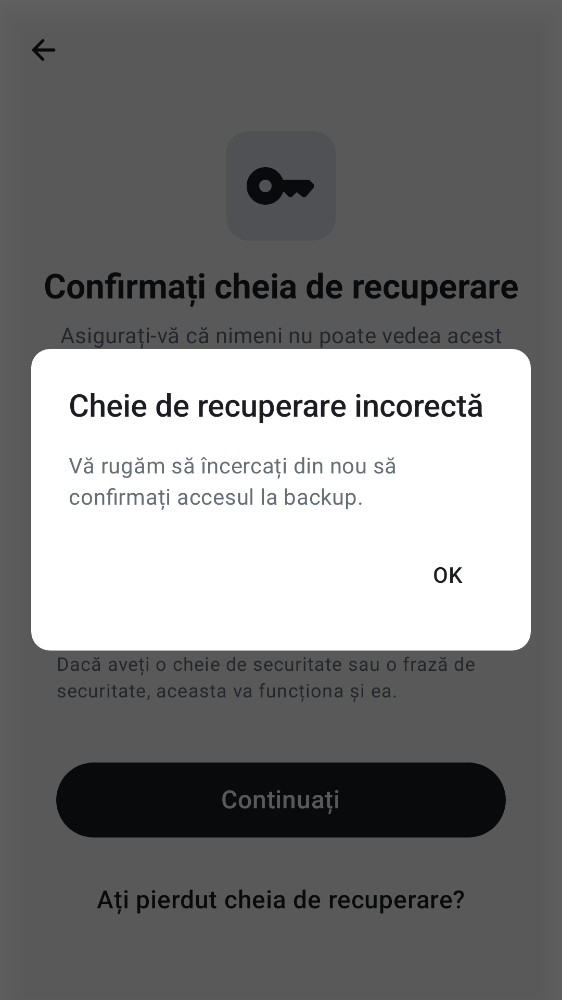 Confirmați cheia de recuperare
Asigurați-vă că nimeni nu poate vedea acest
Cheie de recuperare incorectă
Vă rugăm să încercați din nou să
confirmați accesul la backup.
OK
Dacă aveți o cheie de securitate sau o frază de
securitate, aceasta va funcționa și ea.
Continuați
Ați pierdut cheia de recuperare?